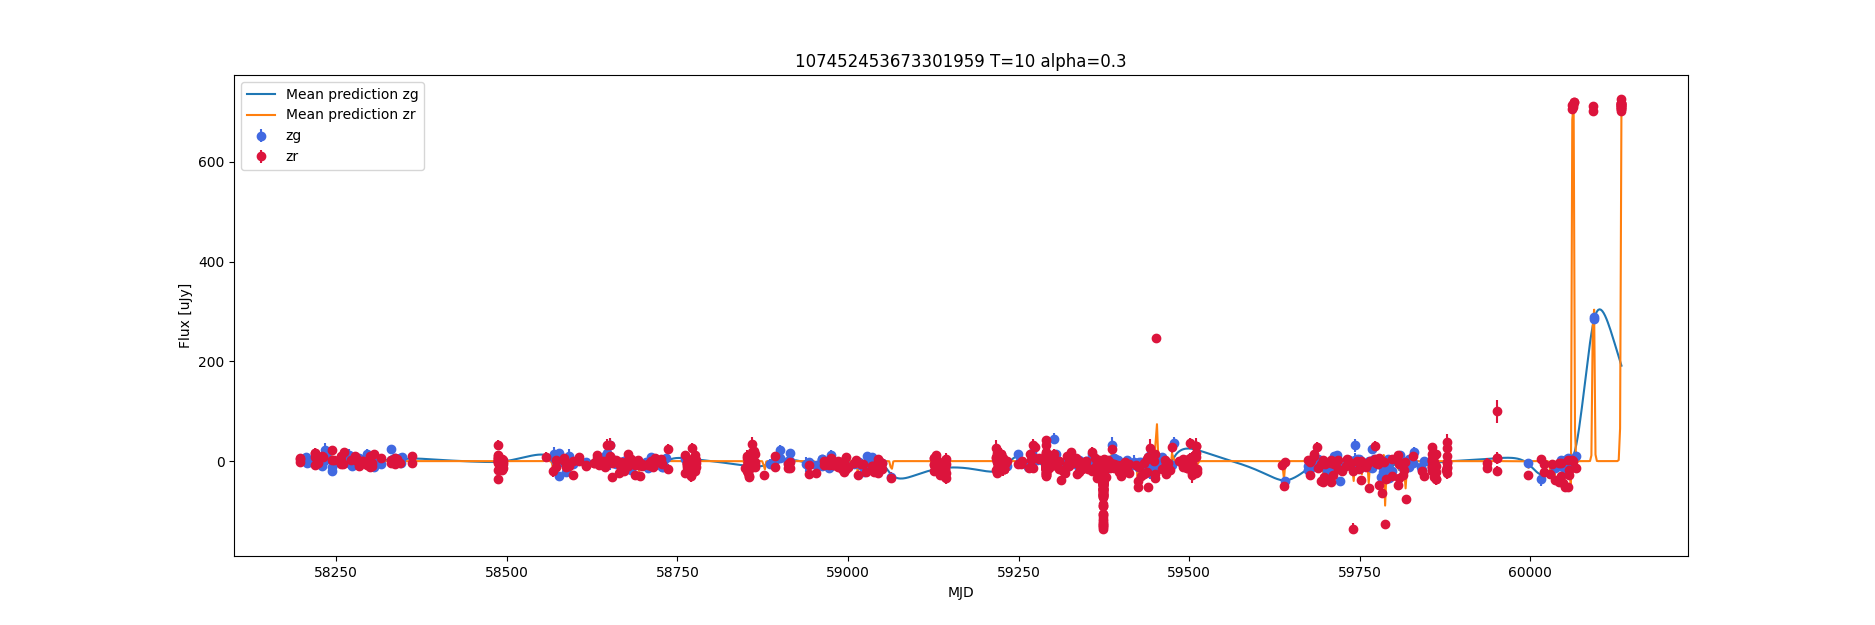 107452453673301959 T=10 alpha=0.3
Mean prediction zg
Mean prediction zr
zg
zr
Flux [uJy]
600
400
200
0
58250 58500 58750 59000 59250 59500 59750 60000
MJD